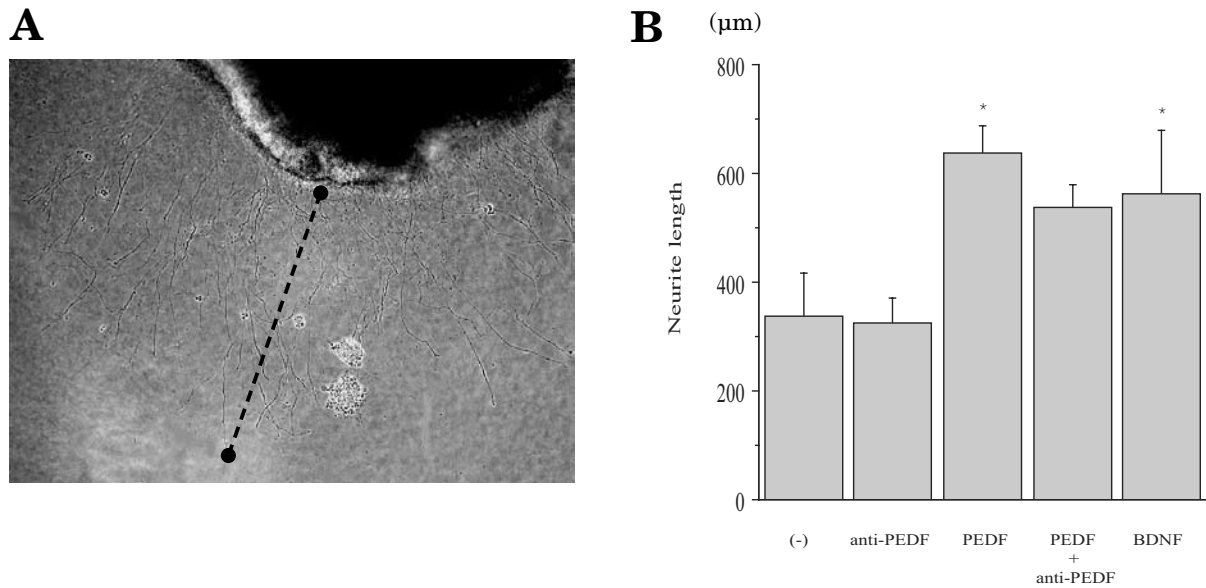 A
B (µm)
800
600
400
200
0
Neurite length
*
*
(-) anti-PEDF PEDF PEDF BDNF
+
anti-PEDF